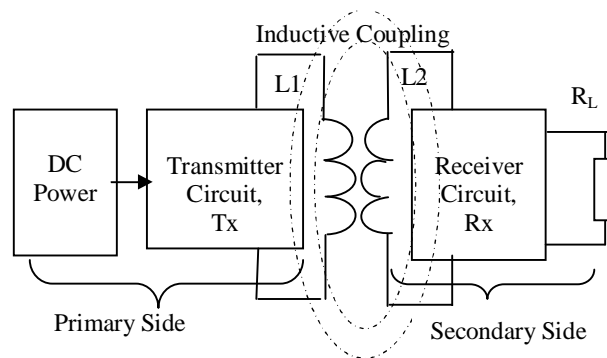 Inductive Coupling
L1
L2
RL
DC
Power
Transmitter
Circuit,
Tx
Receiver
Circuit,
Rx
Primary Side
Secondary Side